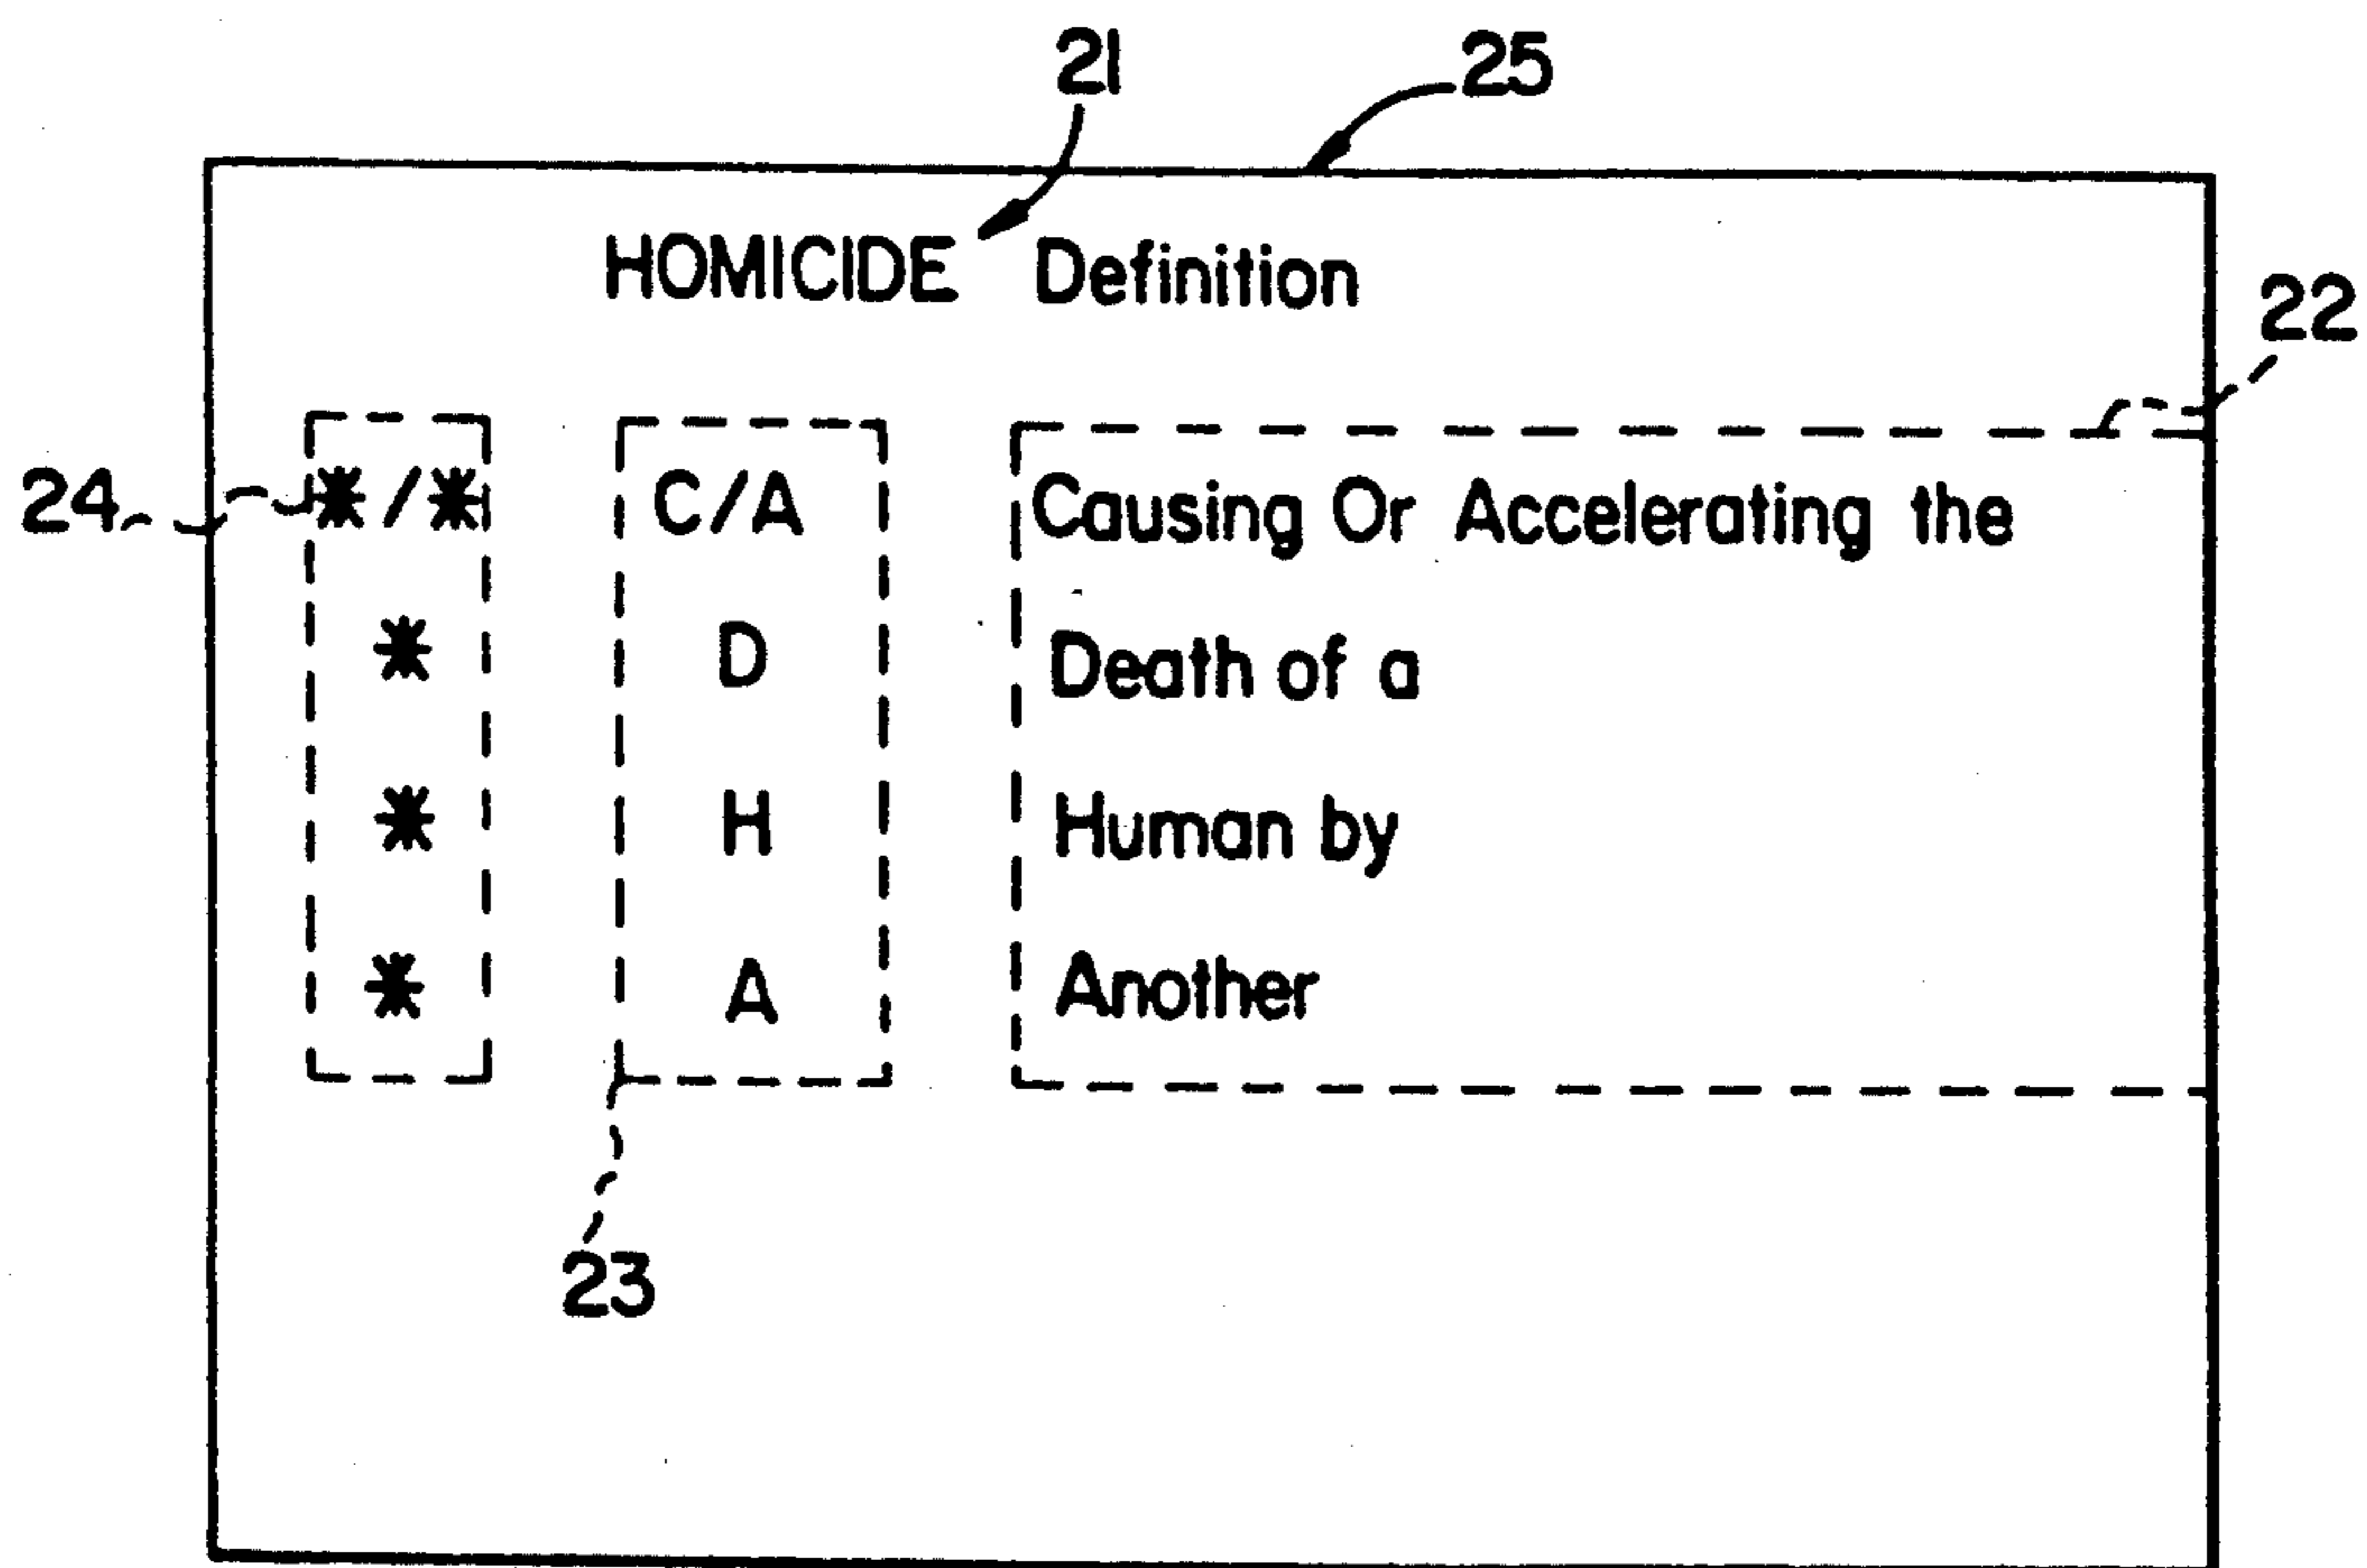 21 25
HOMICIDE Definition
22
24 */* C/A Causing Or Accelerating the
* D Death of a
* H Human by
* A Another
23